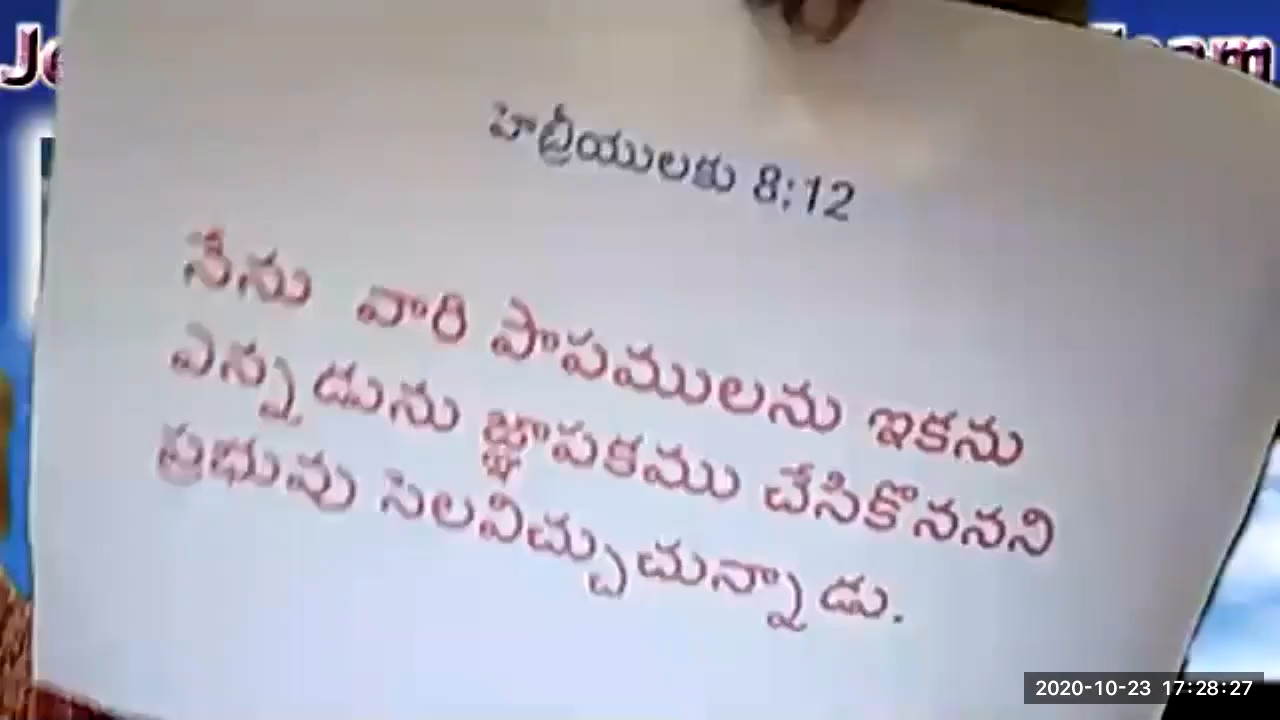 హెబ్రీయులకు 8:12
నేను వారి పాపములను ఇకను
ఎన్నడును జ్ఞాపకము చేసికొననని
ప్రభువు సెలవిచ్చుచున్నాడు.
2020-10-23 17:28:27